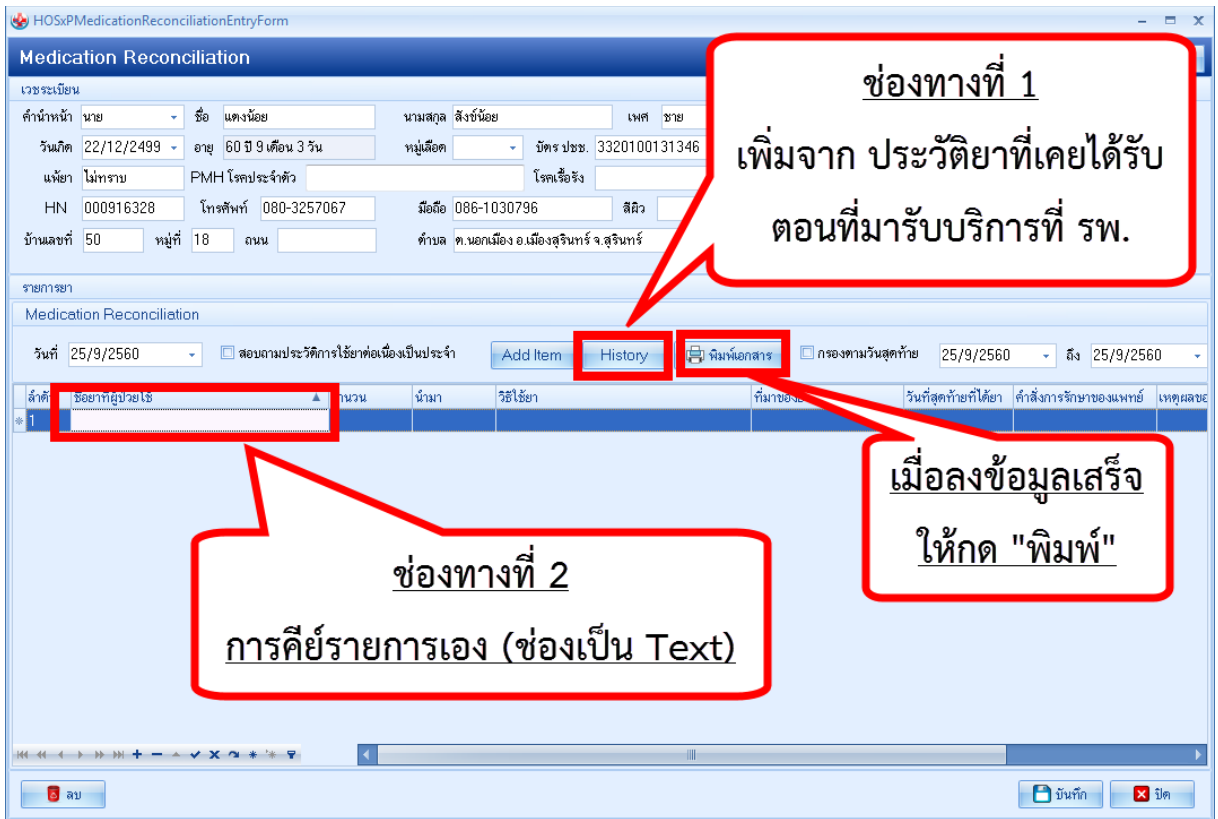 HOSxPMedicationReconciliationEntryForm
Medication Reconciliation
เวชระเบียน
คำนำหน้า นาย ชื่อ แตงน้อย นามสกุล สังข์น้อย เพศ ชาย
วันเกิด 22/12/2499 อายุ 60 ปี 9 เดือน 3 วัน หมู่เลือด บัตร ปชช. 3320100131346
แพ้ยา ไม่ทราบ PMH โรคประจำตัว โรคเรื้อรัง
HN 000916328 โทรศัพท์ 080-3257067 มือถือ 086-1030796 สีผิว
บ้านเลขที่ 50 หมู่ที่ 18 ถนน ตำบล ต.นอกเมือง อ.เมืองสุรินทร์ จ.สุรินทร์
ช่องทางที่ 1
เพิ่มจาก ประวัติยาที่เคยได้รับ
ตอนที่มารับบริการที่ รพ.
รายการยา
Medication Reconciliation
วันที่ 25/9/2560 สอบถามประวัติการใช้ยาต่อเนื่องเป็นประจำ Add Item History พิมพ์เอกสาร กรองตามวันสุดท้าย 25/9/2560 ถึง 25/9/2560
ชื่อยาที่ผู้ป่วยใช้ นำมา วิธีใช้ยา วันที่สุดท้ายที่ได้ยา คำสั่งการรักษาของแพทย์
1
เมื่อลงข้อมูลเสร็จ
ให้กด "พิมพ์"
ช่องทางที่ 2
การคีย์รายการเอง (ช่องเป็น Text)
ลบ บันทึก ปิด